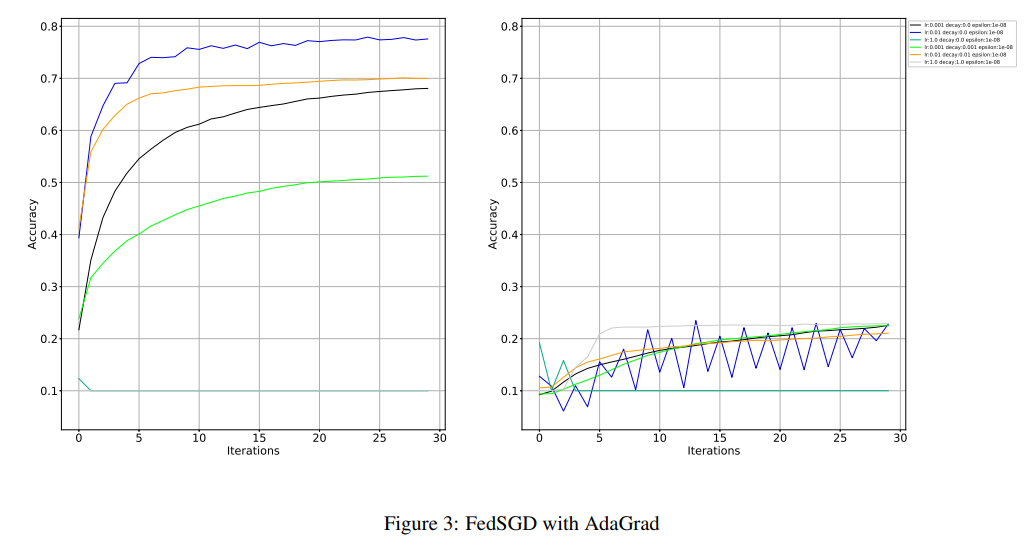 0.8
0.7
0.6
0.5
0.4
0.3
0.2
0.1
Accuracy
0 5 10 15 20 25 30
Iterations
0.8
0.7
0.6
0.5
0.4
0.3
0.2
0.1
Accuracy
0 5 10 15 20 25 30
Iterations
lr:0.001 decay:0.0 epsilon:1e-08
lr:0.01 decay:0.0 epsilon:1e-08
lr:1.0 decay:0.0 epsilon:1e-08
lr:0.001 decay:0.001 epsilon:1e-08
lr:0.01 decay:0.01 epsilon:1e-08
lr:1.0 decay:1.0 epsilon:1e-08
Figure 3: FedSGD with AdaGrad